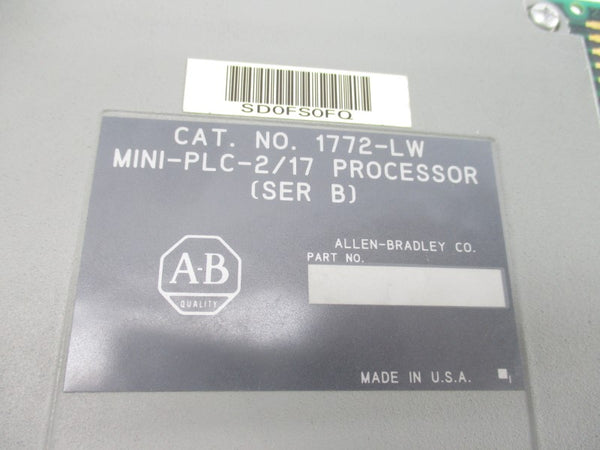 SD0FS0FQ
CAT. NO. 1772-LW
MINI-PLC-2/17 PROCESSOR
(SER B)
ALLEN-BRADLEY CO.
PART NO.
A-B
QUALITY
MADE IN U.S.A.